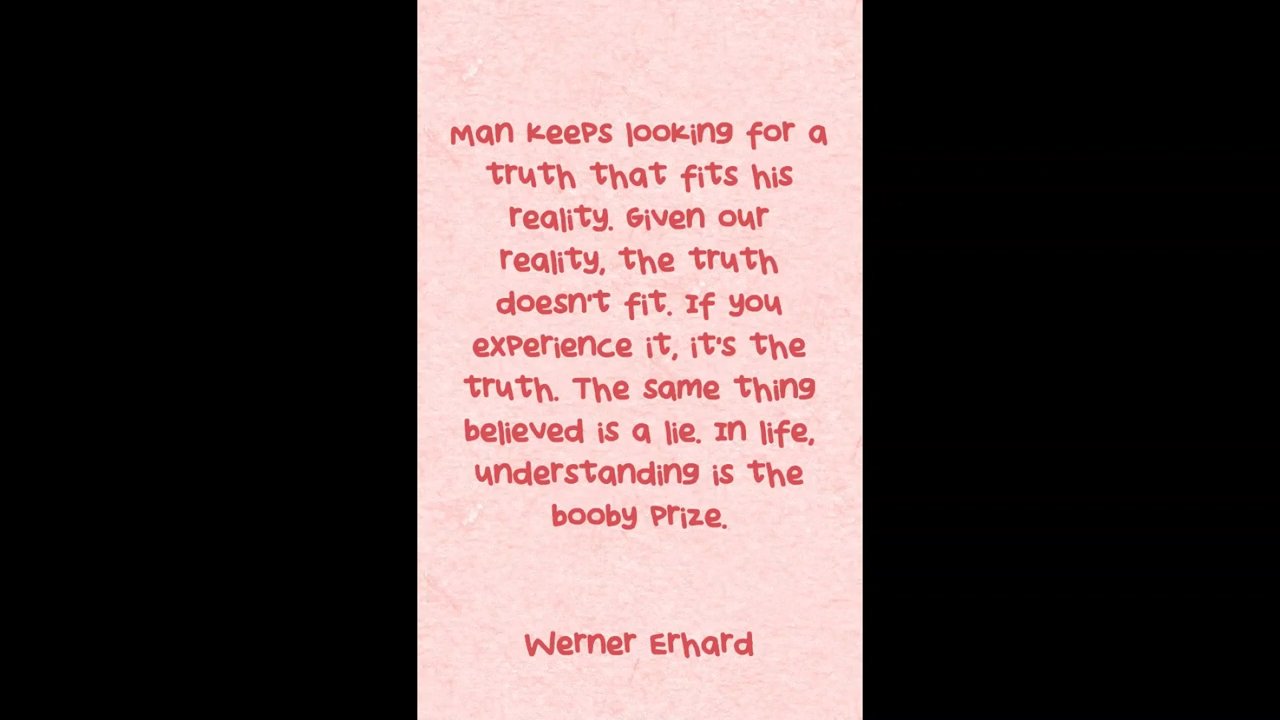 Man keeps looking for a
truth that fits his
reality. Given our
reality, the truth
doesn't fit. If you
experience it, it's the
truth. The same thing
believed is a lie. In life,
understanding is the
booby prize.
Werner Erhard